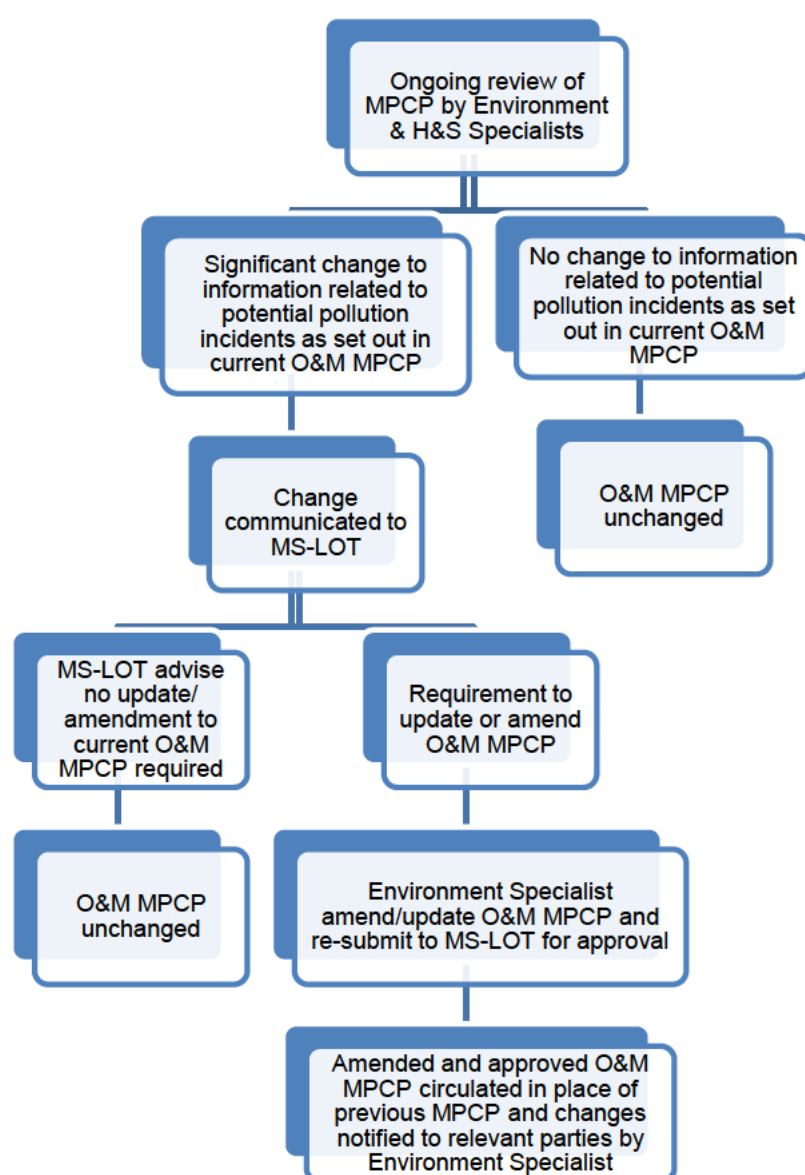 Ongoing review of
MPCP by Environment
& H&S Specialists
Significant change to
information related to
potential pollution
incidents as set out in
current O&M MPCP
No change to information
related to potential
pollution incidents as set
out in current O&M
MPCP
Change
communicated to
MS-LOT
O&M MPCP
unchanged
MS-LOT advise
no update/
amendment to
current O&M
MPCP required
Requirement to
update or amend
O&M MPCP
O&M MPCP
unchanged
Environment Specialist
amend/update O&M MPCP and
re-submit to MS-LOT for approval
Amended and approved O&M
MPCP circulated in place of
previous MPCP and changes
notified to relevant parties by
Environment Specialist